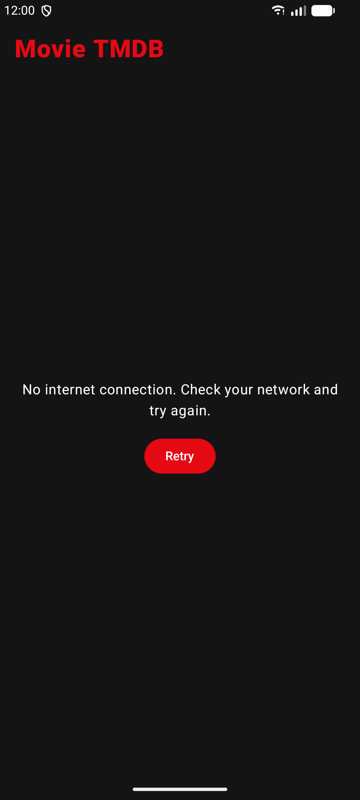 12:00
Movie TMDB
No internet connection. Check your network and
try again.
Retry